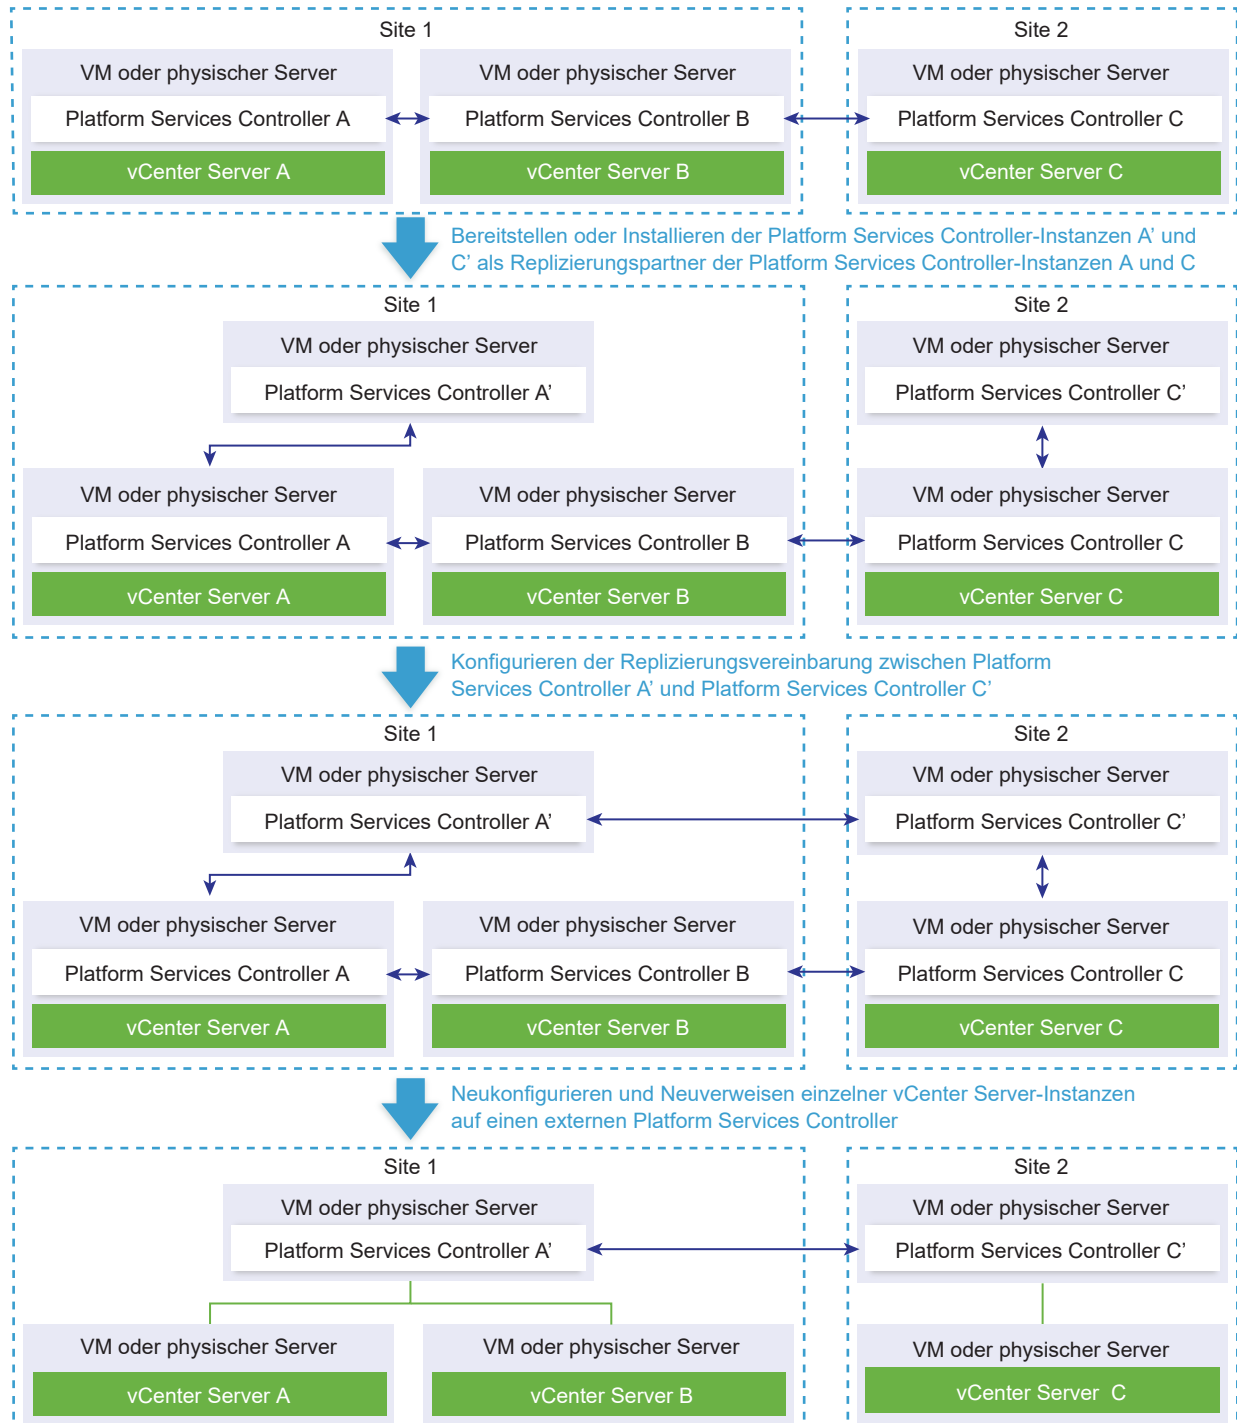 Site 1
Site 2
VM oder physischer Server
VM oder physischer Server
VM oder physischer Server
Platform Services Controller A
Platform Services Controller B
Platform Services Controller C
vCenter Server A
vCenter Server B
vCenter Server C
Bereitstellen oder Installieren der Platform Services Controller-Instanzen A’ und
C’ als Replizierungspartner der Platform Services Controller-Instanzen A und C
Site 1
Site 2
VM oder physischer Server
VM oder physischer Server
Platform Services Controller A’
Platform Services Controller C’
VM oder physischer Server
VM oder physischer Server
VM oder physischer Server
Platform Services Controller A
Platform Services Controller B
Platform Services Controller C
vCenter Server A
vCenter Server B
vCenter Server C
Konfigurieren der Replizierungsvereinbarung zwischen Platform
Services Controller A’ und Platform Services Controller C’
Site 1
Site 2
VM oder physischer Server
VM oder physischer Server
Platform Services Controller A’
Platform Services Controller C’
VM oder physischer Server
VM oder physischer Server
VM oder physischer Server
Platform Services Controller A
Platform Services Controller B
Platform Services Controller C
vCenter Server A
vCenter Server B
vCenter Server C
Neukonfigurieren und Neuverweisen einzelner vCenter Server-Instanzen
auf einen externen Platform Services Controller
Site 1
Site 2
VM oder physischer Server
VM oder physischer Server
Platform Services Controller A’
Platform Services Controller C’
VM oder physischer Server
VM oder physischer Server
VM oder physischer Server
vCenter Server A
vCenter Server B
vCenter Server C